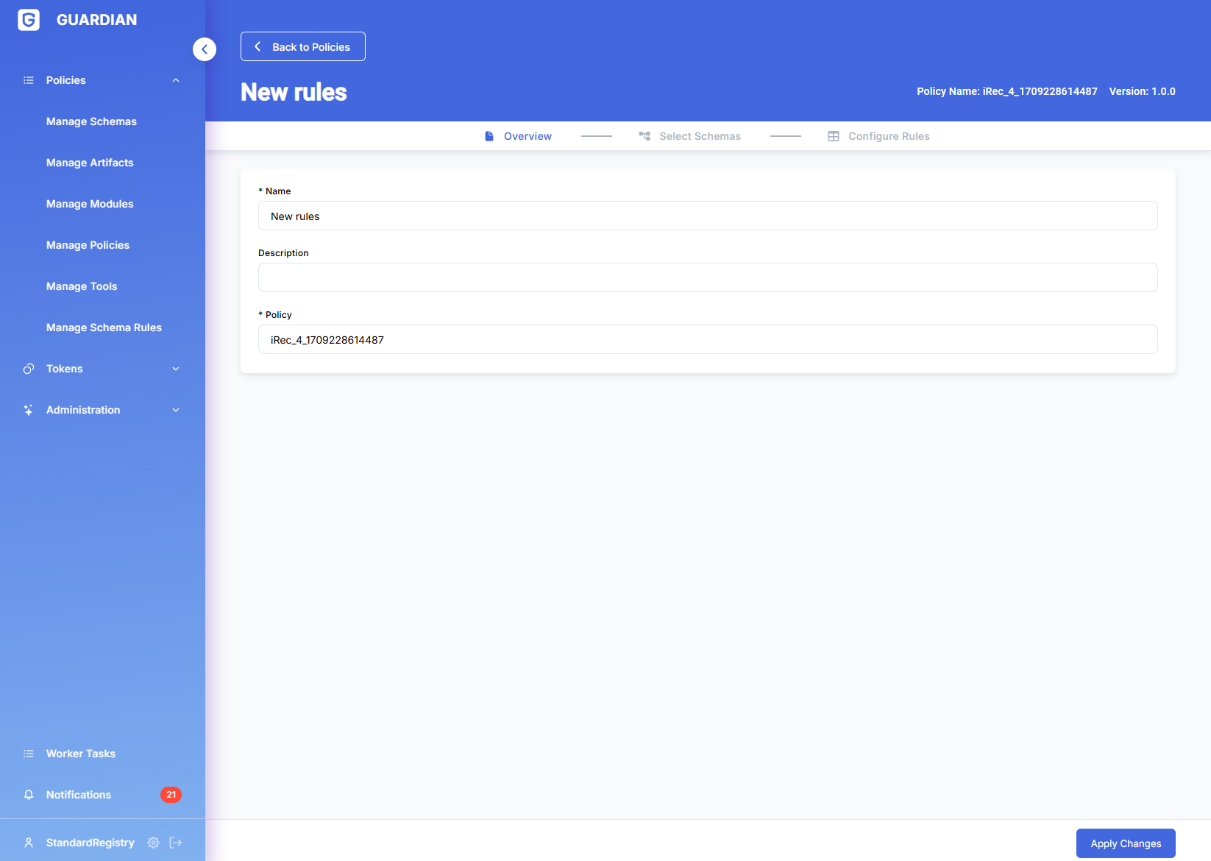 GUARDIAN
Policies
Manage Schemas
Manage Artifacts
Manage Modules
Manage Policies
Manage Tools
Manage Schema Rules
Tokens
Administration
Worker Tasks
Notifications 21
StandardRegistry
Back to Policies
New rules
Policy Name: iRec_4_1709228614487 Version: 1.0.0
Overview Select Schemas Configure Rules
* Name
New rules
Description
* Policy
iRec_4_1709228614487
Apply Changes